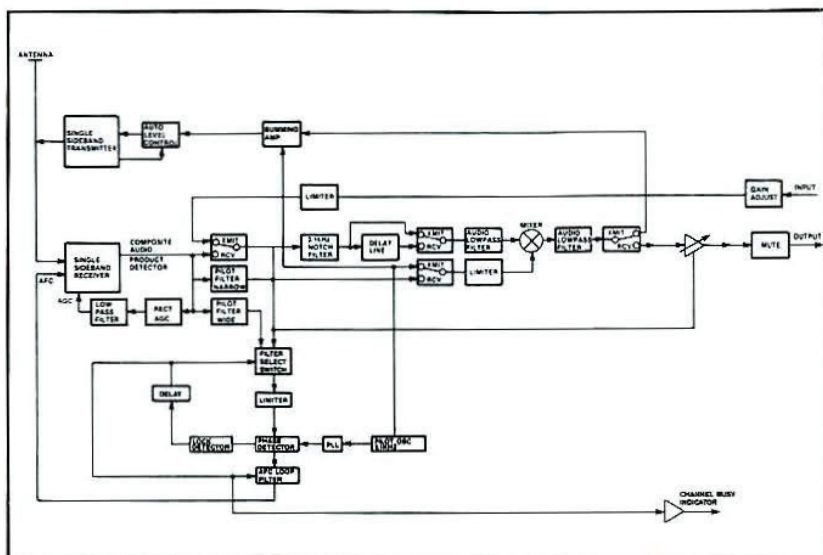 ANTENNA
SINGLE
SIDEBAND
TRANSMITTER
AUTO
LEVEL
CONTROL
SUMMING
AMP
LIMITER
GAIN
ADJUST
INPUT
COMPOSITE
AUDIO
PRODUCT
DETECTOR
XMIT
RCV
NOTCH
FILTER
DELAY
LINE
XMIT
RCV
AUDIO
LOWPASS
FILTER
MIXER
AUDIO
LOWPASS
FILTER
XMIT
RCV
MUTE
OUTPUT
SINGLE
SIDEBAND
RECEIVER
AFC
AGC
PILOT
FILTER
NARROW
XMIT
RCV
LIMITER
LOW
PASS
FILTER
RECT
AGC
PILOT
FILTER
WIDE
FILTER
SELECT
SWITCH
DELAY
LIMITER
LOCK
DETECTOR
PHASE
DETECTOR
PLL
PILOT OSC
AFC LOOP
FILTER
CHANNEL BUSY
INDICATOR